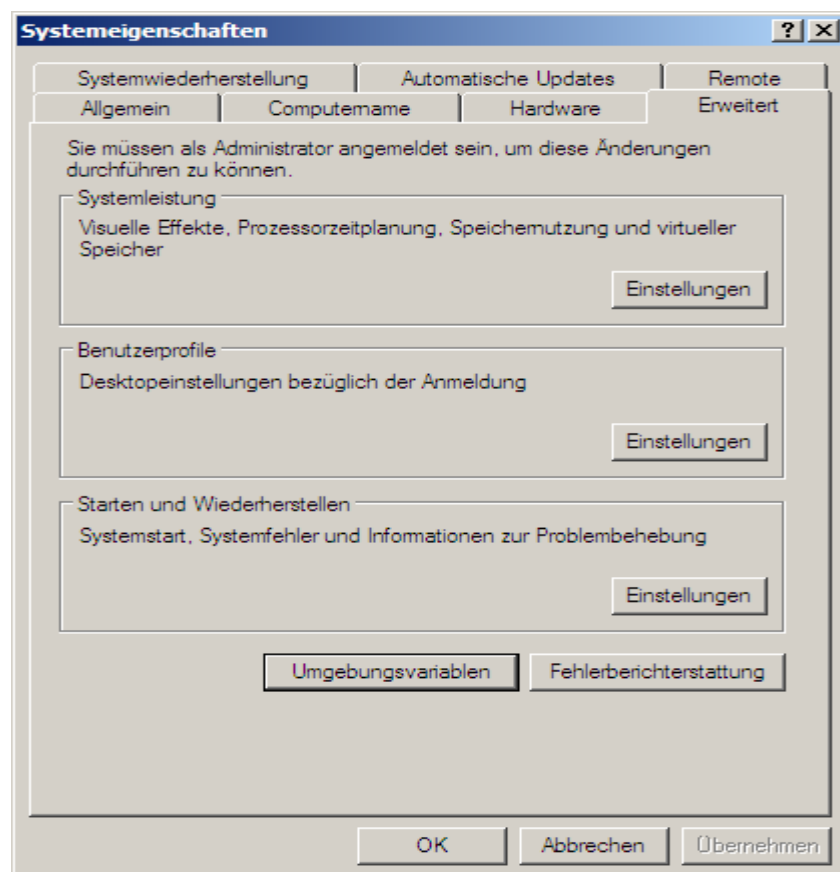 Systemeigenschaften
Systemwiederherstellung Automatische Updates Remote
Allgemein Computername Hardware Erweitert
Sie müssen als Administrator angemeldet sein, um diese Änderungen
durchführen zu können.
Systemleistung
Visuelle Effekte, Prozessorzeitplanung, Speichernutzung und virtueller
Speicher
Einstellungen
Benutzerprofile
Desktopeinstellungen bezüglich der Anmeldung
Einstellungen
Starten und Wiederherstellen
Systemstart, Systemfehler und Informationen zur Problembehebung
Einstellungen
Umgebungsvariablen Fehlerberichterstattung
OK Abbrechen Übernehmen